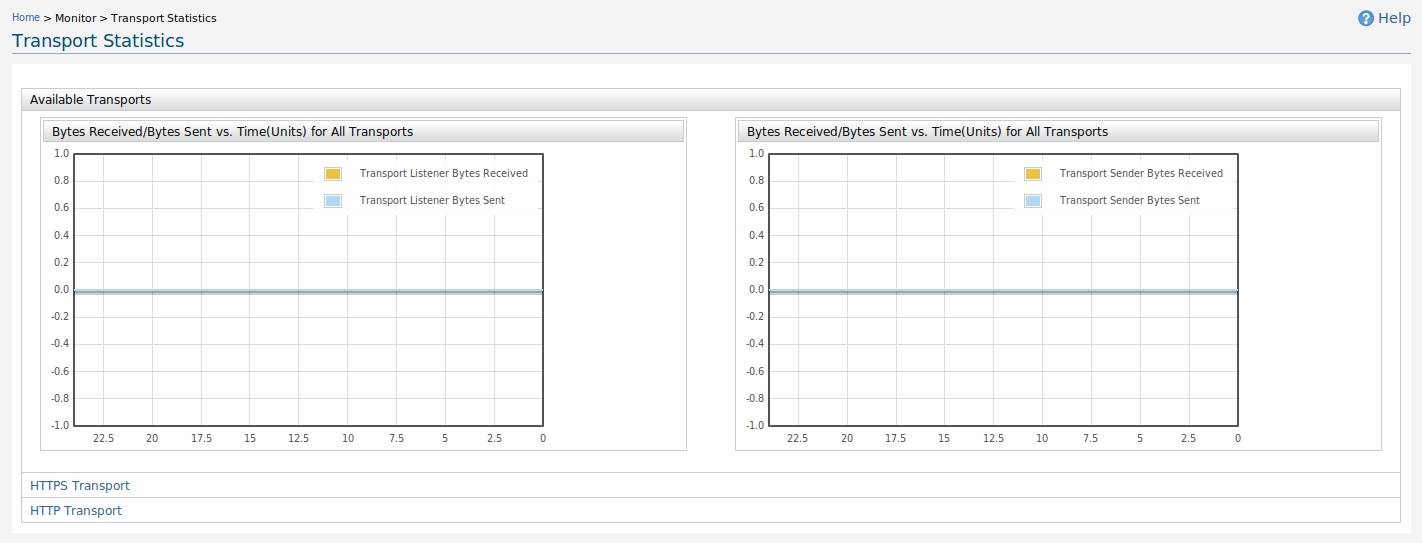 Home > Monitor > Transport Statistics
Help
Transport Statistics
Available Transports
Bytes Received/Bytes Sent vs. Time(Units) for All Transports
1.0
0.8
0.6
0.4
0.2
0.0
-0.2
-0.4
-0.6
-0.8
-1.0
Transport Listener Bytes Received
Transport Listener Bytes Sent
22.5 20 17.5 15 12.5 10 7.5 5 2.5 0
Bytes Received/Bytes Sent vs. Time(Units) for All Transports
1.0
0.8
0.6
0.4
0.2
0.0
-0.2
-0.4
-0.6
-0.8
-1.0
Transport Sender Bytes Received
Transport Sender Bytes Sent
22.5 20 17.5 15 12.5 10 7.5 5 2.5 0
HTTPS Transport
HTTP Transport